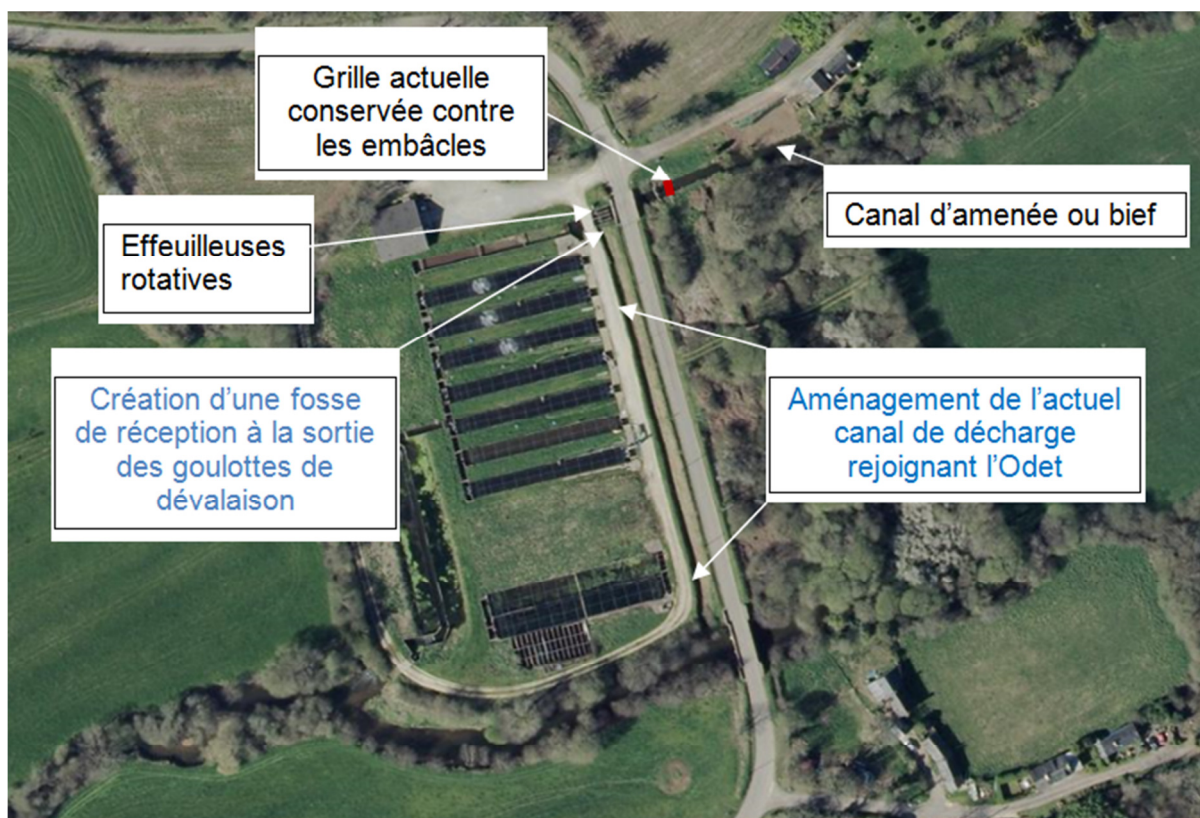 Grille actuelle
conservée contre
les embâcles
Canal d’amenée ou bief
Effeuilleuses
rotatives
Création d’une fosse
de réception à la sortie
des goulottes de
dévalaison
Aménagement de l’actuel
canal de décharge
rejoignant l’Odet